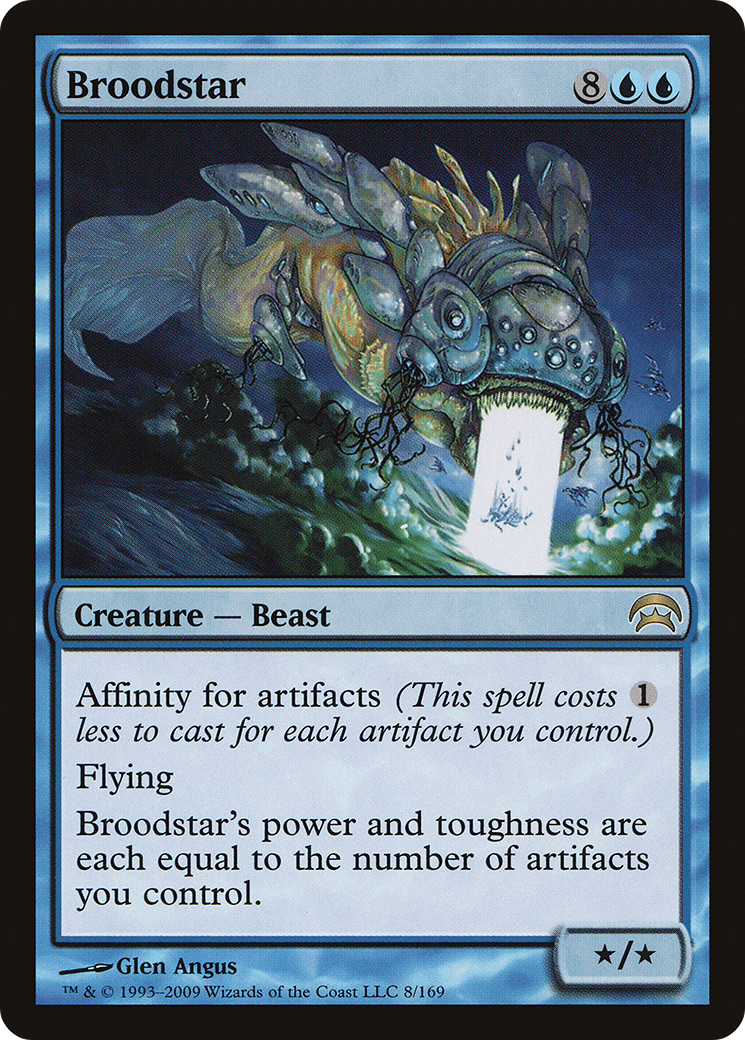 Broodstar 8
Creature — Beast
Affinity for artifacts (This spell costs 1
less to cast for each artifact you control.)
Flying
Broodstar's power and toughness are
each equal to the number of artifacts
you control.
★/★
Glen Angus
™ & © 1993–2009 Wizards of the Coast LLC 8/169